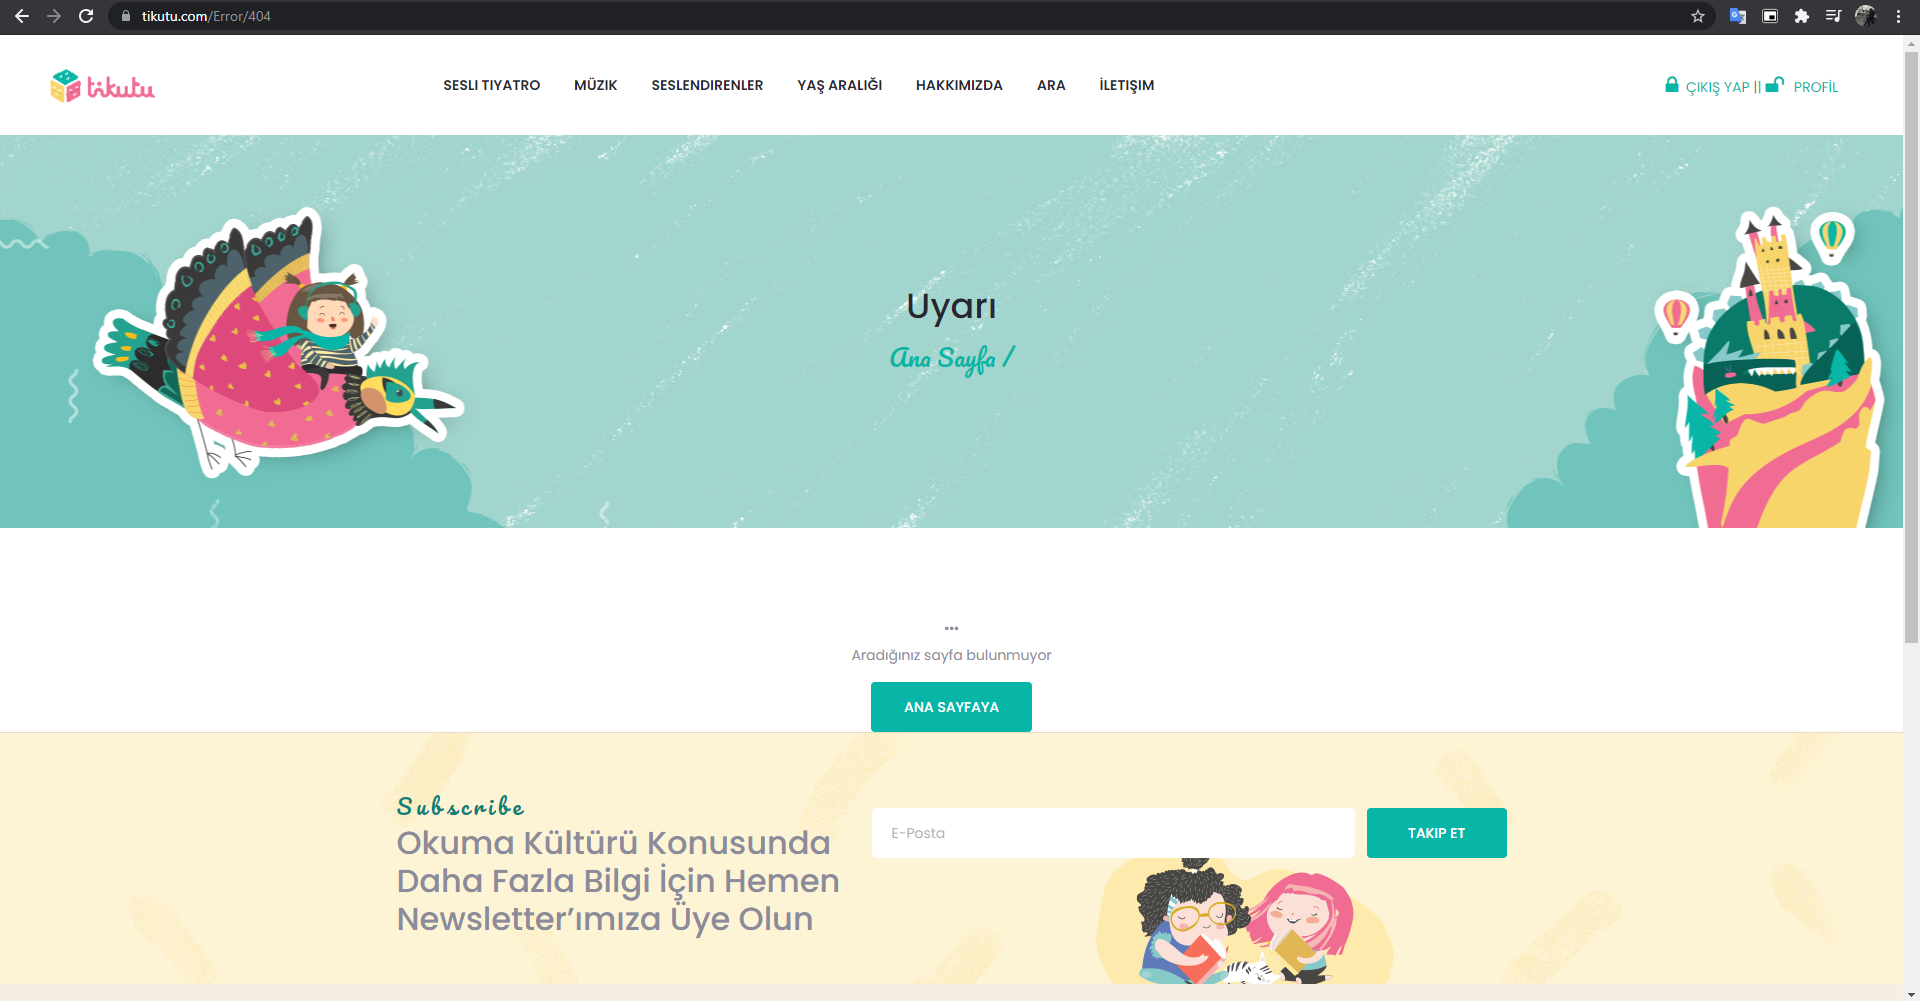 tikutu.com/Error/404
tikutu
SESLI TIYATRO MÜZIK SESLENDIRENLER YAŞ ARALIĞI HAKKIMIZDA ARA İLETIŞIM
ÇIKIŞ YAP || PROFİL
Uyarı
Ana Sayfa /
...
Aradığınız sayfa bulunmuyor
ANA SAYFAYA
Subscribe
Okuma Kültürü Konusunda
Daha Fazla Bilgi İçin Hemen
Newsletter’ımıza Üye Olun
E-Posta
TAKIP ET